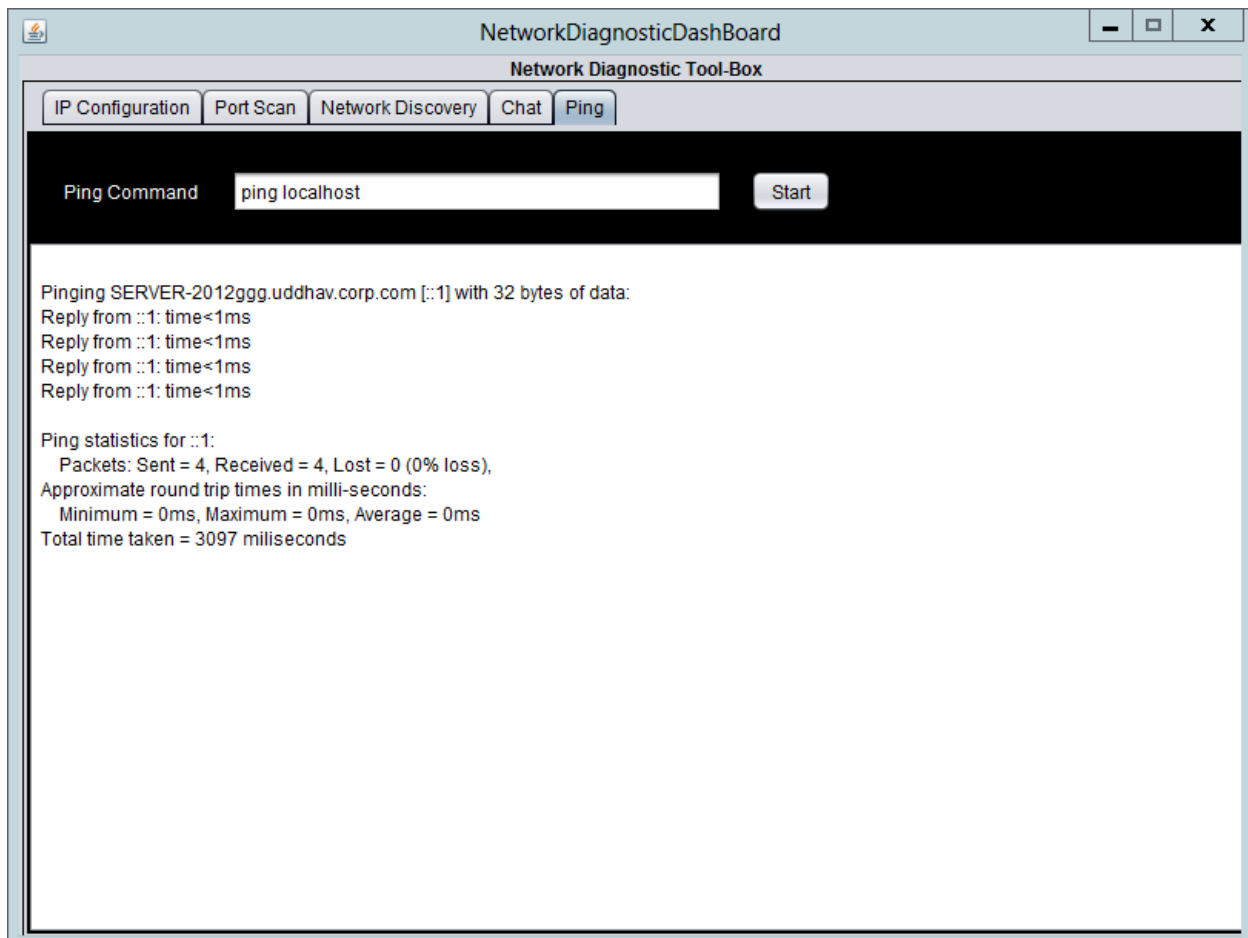 NetworkDiagnosticDashBoard
Network Diagnostic Tool-Box
IP Configuration Port Scan Network Discovery Chat Ping
Ping Command ping localhost Start
Pinging SERVER-2012ggg.uddhav.corp.com [::1] with 32 bytes of data:
Reply from ::1: time<1ms
Reply from ::1: time<1ms
Reply from ::1: time<1ms
Reply from ::1: time<1ms
Ping statistics for ::1:
Packets: Sent = 4, Received = 4, Lost = 0 (0% loss),
Approximate round trip times in milli-seconds:
Minimum = 0ms, Maximum = 0ms, Average = 0ms
Total time taken = 3097 miliseconds